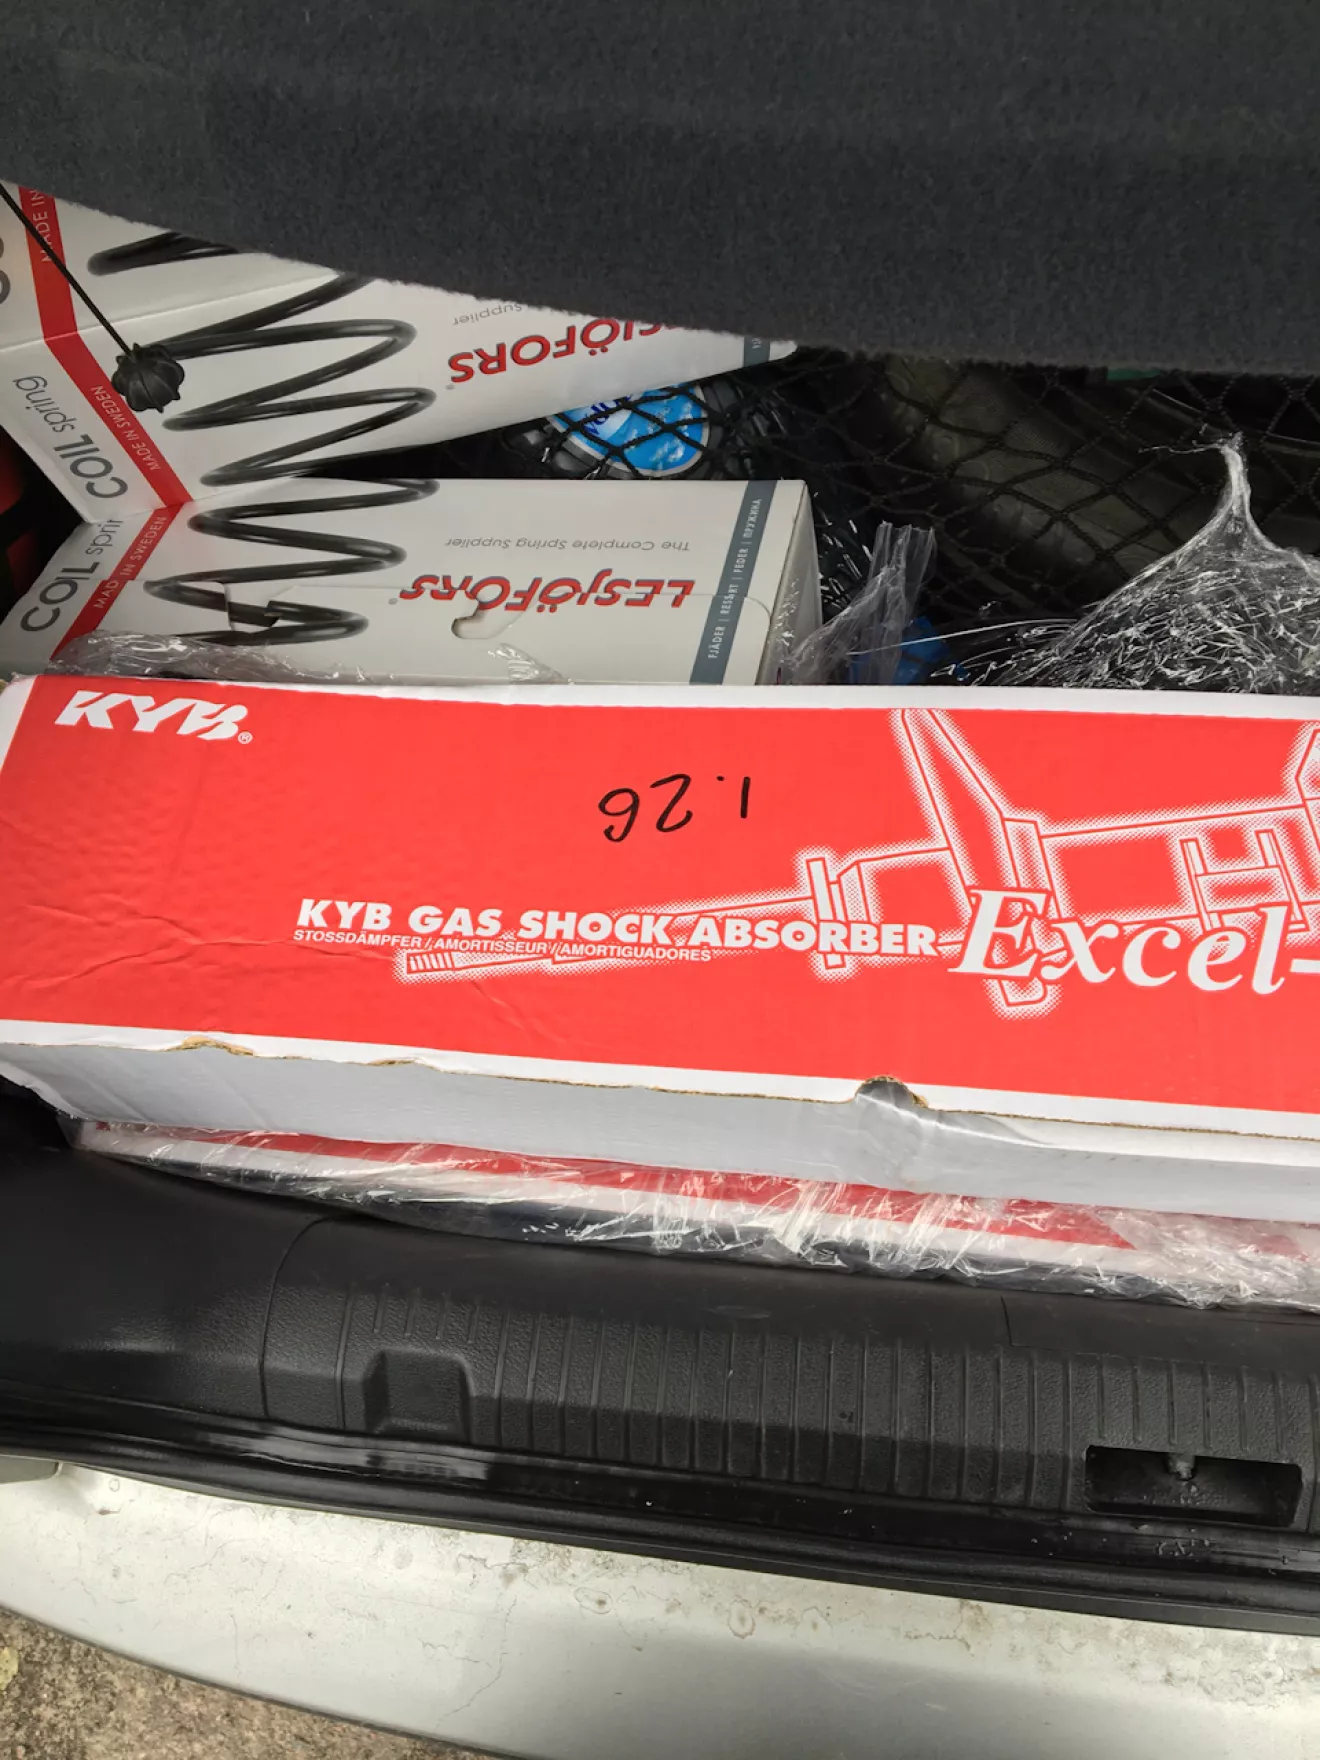 MADE IN
LESJÖFORS®
Supplier
COIL spring
MADE IN SWEDEN
COIL sprin
MADE IN SWEDEN
The Complete Spring Supplier
LESJÖFORS®
FJÄDER | RESSORT | FEDER | ПРУЖИНА
KYB®
1.26
KYB GAS SHOCK ABSORBER Excel-
STOSSDÄMPFER / AMORTISSEUR / AMORTIGUADORES